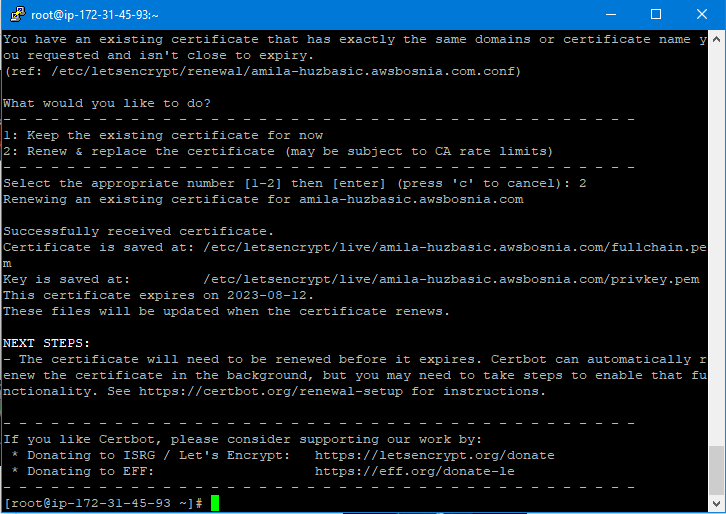 root@ip-172-31-45-93:~
You have an existing certificate that has exactly the same domains or certificate name y
ou requested and isn't close to expiry.
(ref: /etc/letsencrypt/renewal/amila-huzbasic.awsbosnia.com.conf)
What would you like to do?
- - - - - - - - - - - - - - - - - - - - - - - - - - - - - - - - - - - - - - - -
1: Keep the existing certificate for now
2: Renew & replace the certificate (may be subject to CA rate limits)
- - - - - - - - - - - - - - - - - - - - - - - - - - - - - - - - - - - - - - - -
Select the appropriate number [1-2] then [enter] (press 'c' to cancel): 2
Renewing an existing certificate for amila-huzbasic.awsbosnia.com
Successfully received certificate.
Certificate is saved at: /etc/letsencrypt/live/amila-huzbasic.awsbosnia.com/fullchain.pe
m
Key is saved at:         /etc/letsencrypt/live/amila-huzbasic.awsbosnia.com/privkey.pem
This certificate expires on 2023-08-12.
These files will be updated when the certificate renews.
NEXT STEPS:
- The certificate will need to be renewed before it expires. Certbot can automatically r
enew the certificate in the background, but you may need to take steps to enable that fu
nctionality. See https://certbot.org/renewal-setup for instructions.
- - - - - - - - - - - - - - - - - - - - - - - - - - - - - - - - - - - - - - - -
If you like Certbot, please consider supporting our work by:
 * Donating to ISRG / Let's Encrypt:   https://letsencrypt.org/donate
 * Donating to EFF:                    https://eff.org/donate-le
- - - - - - - - - - - - - - - - - - - - - - - - - - - - - - - - - - - - - - - -
[root@ip-172-31-45-93 ~]#